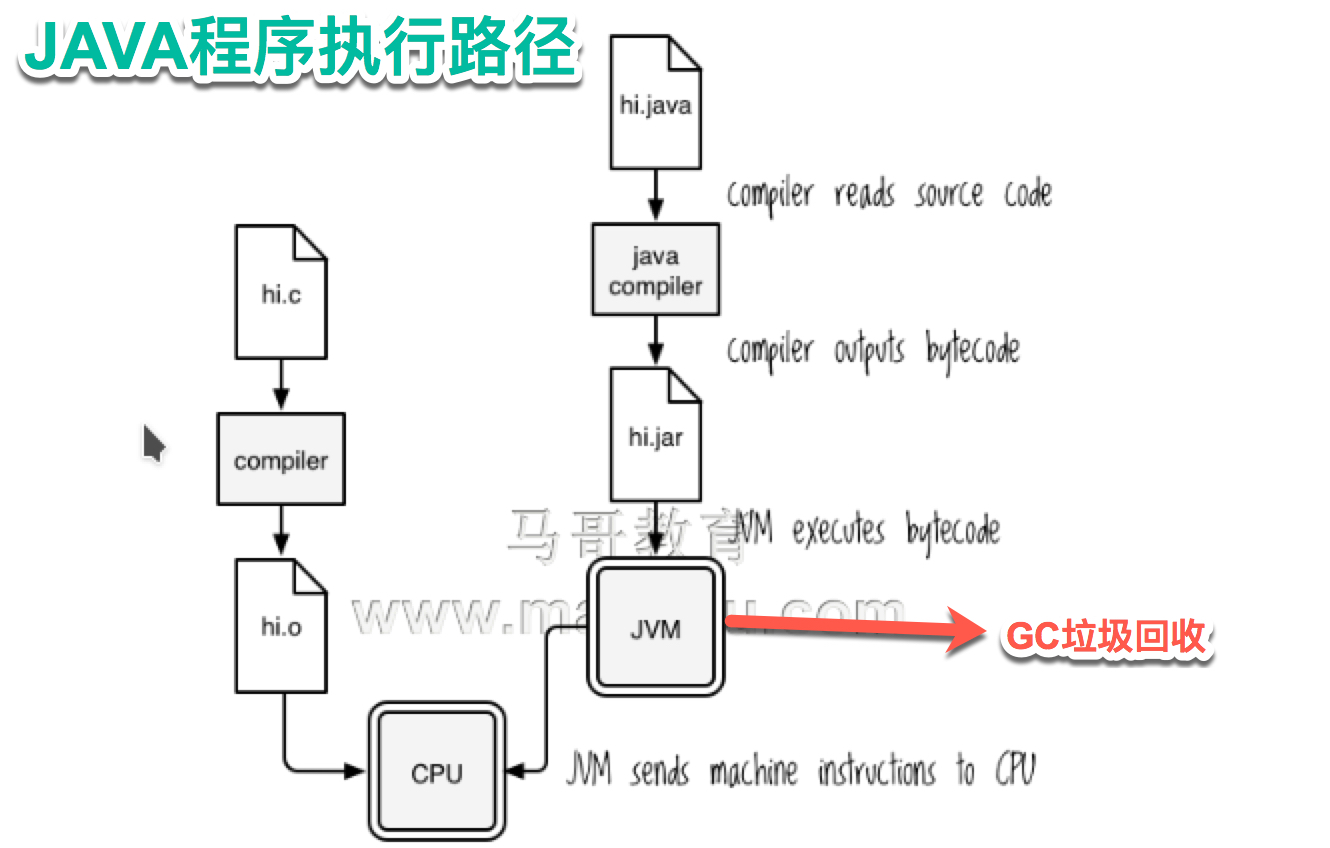 JAVA程序执行路径
hi.java
compiler reads source code
java
compiler
hi.c
compiler outputs bytecode
hi.jar
compiler
马哥教育
JVM executes bytecode
hi.o
www.ma
u.com
JVM
GC垃圾回收
CPU
JVM sends machine instructions to CPU